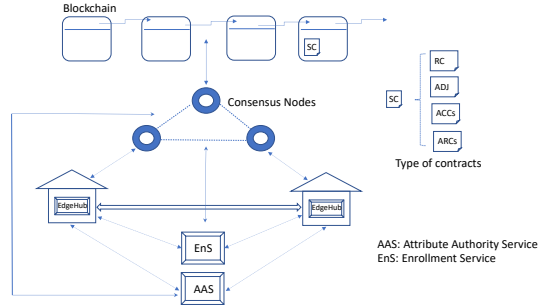 Blockchain
SC
RC
ADJ
SC
ACCs
ARCs
Consensus Nodes
Type of contracts
EdgeHub
EdgeHub
EnS
AAS: Attribute Authority Service
EnS: Enrollment Service
AAS